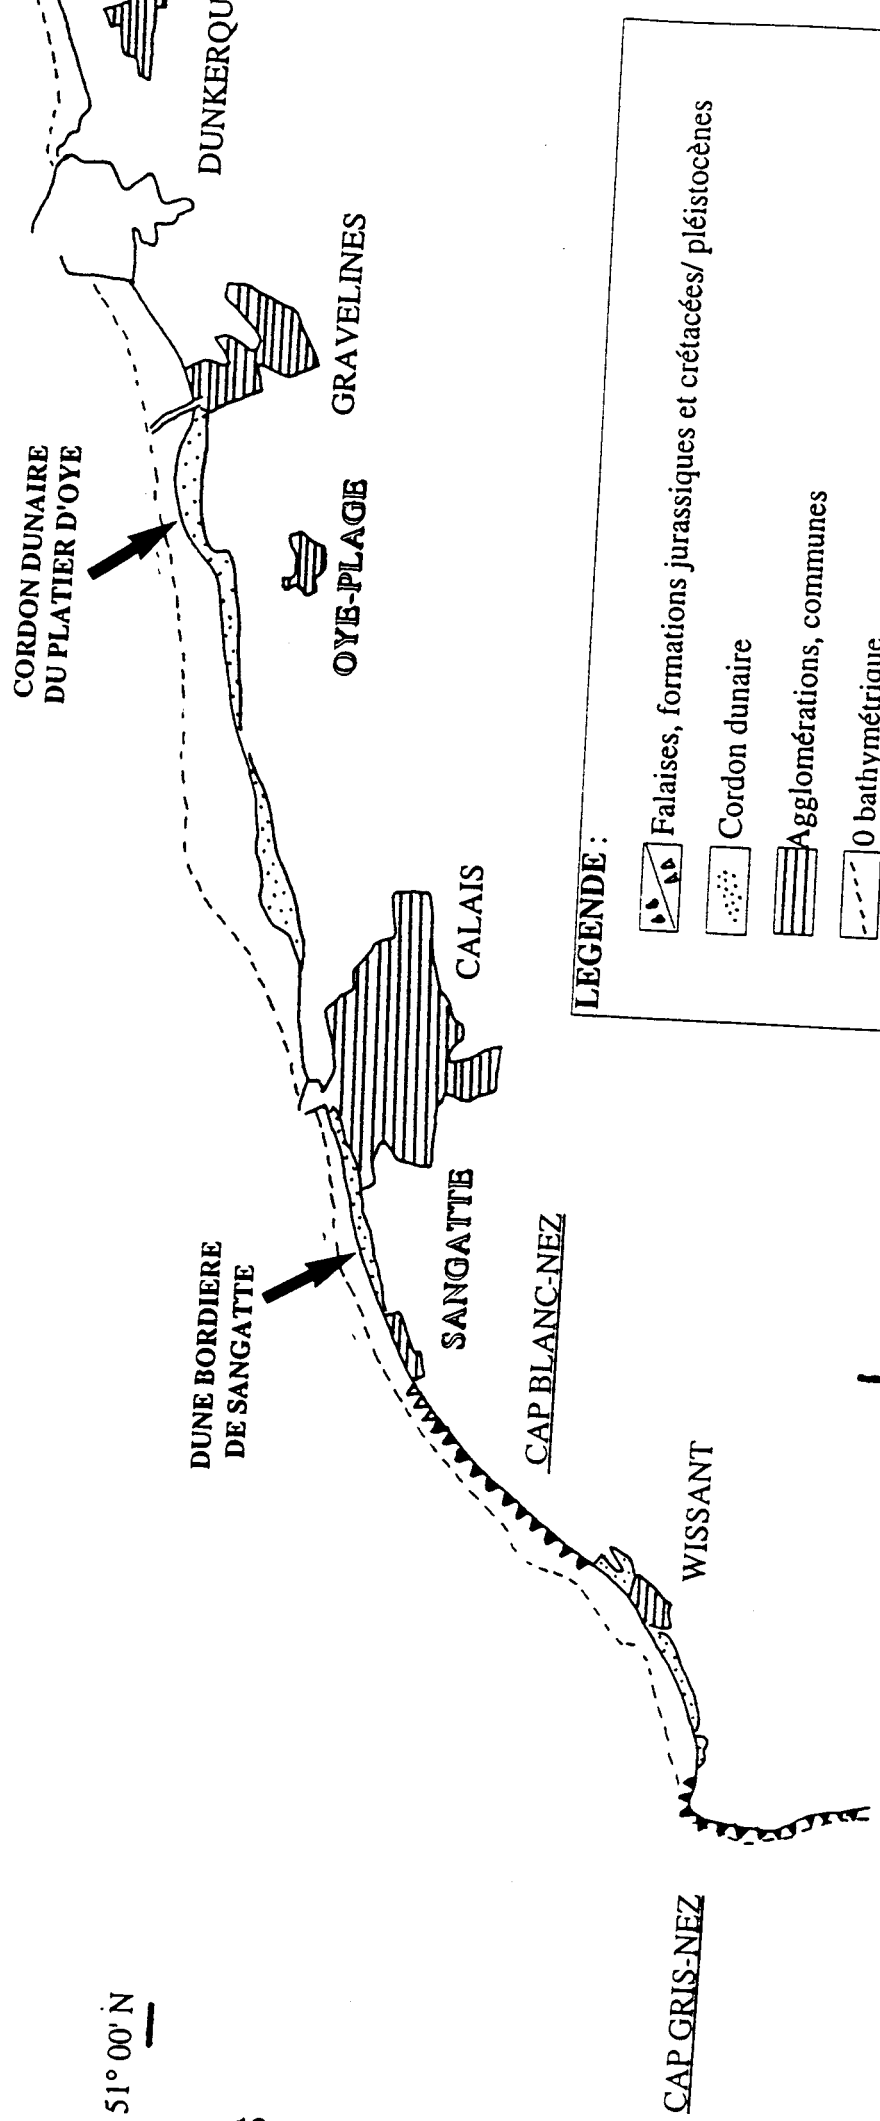 51° 00' N
CORDON DUNAIRE
DU PLATIER D'OYE
DUNE BORDIERE
DE SANGATTE
DUNKERQU
GRAVELINES
OYE-PLAGE
CALAIS
SANGATTE
CAP BLANC-NEZ
WISSANT
CAP GRIS-NEZ
LEGENDE :
Falaises, formations jurassiques et crétacées/ pléistocènes
Cordon dunaire
Agglomérations, communes
0 bathymétrique